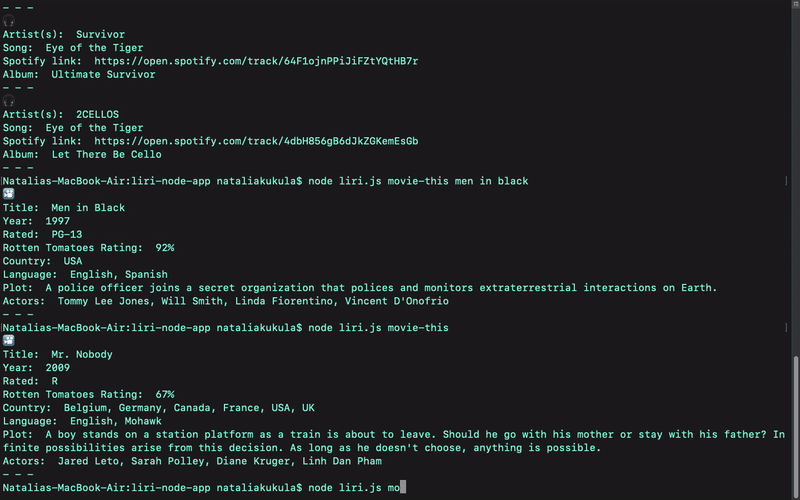 - - -
🎧
Artist(s):  Survivor
Song:  Eye of the Tiger
Spotify link:  https://open.spotify.com/track/64F1ojnPPiJiFZtYQtHB7r
Album:  Ultimate Survivor
- - -
🎧
Artist(s):  2CELLOS
Song:  Eye of the Tiger
Spotify link:  https://open.spotify.com/track/4dbH856gB6dJkZGKemEsGb
Album:  Let There Be Cello
- - -
[Natalias-MacBook-Air:liri-node-app nataliakukula$ node liri.js movie-this men in black ]
🎦
Title:  Men in Black
Year:  1997
Rated:  PG-13
Rotten Tomatoes Rating:  92%
Country:  USA
Language:  English, Spanish
Plot:  A police officer joins a secret organization that polices and monitors extraterrestrial interactions on Earth.
Actors:  Tommy Lee Jones, Will Smith, Linda Fiorentino, Vincent D'Onofrio
- - -
[Natalias-MacBook-Air:liri-node-app nataliakukula$ node liri.js movie-this ]
🎦
Title:  Mr. Nobody
Year:  2009
Rated:  R
Rotten Tomatoes Rating:  67%
Country:  Belgium, Germany, Canada, France, USA, UK
Language:  English, Mohawk
Plot:  A boy stands on a station platform as a train is about to leave. Should he go with his mother or stay with his father? In
finite possibilities arise from this decision. As long as he doesn't choose, anything is possible.
Actors:  Jared Leto, Sarah Polley, Diane Kruger, Linh Dan Pham
- - -
Natalias-MacBook-Air:liri-node-app nataliakukula$ node liri.js mo